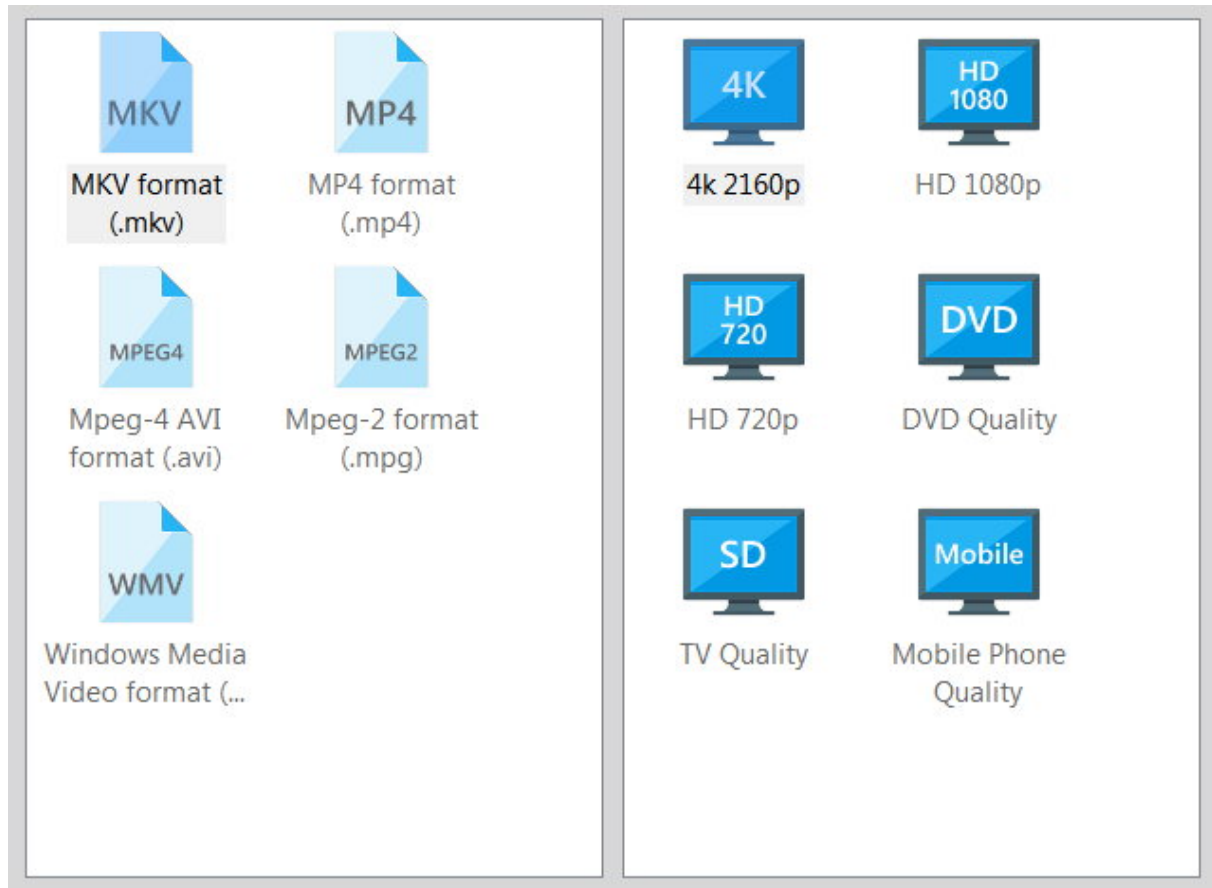 MKV
MKV format
(.mkv)
MP4
MP4 format
(.mp4)
MPEG4
Mpeg-4 AVI
format (.avi)
MPEG2
Mpeg-2 format
(.mpg)
WMV
Windows Media
Video format (...
4K
4k 2160p
HD
1080
HD 1080p
HD
720
HD 720p
DVD
DVD Quality
SD
TV Quality
Mobile
Mobile Phone
Quality